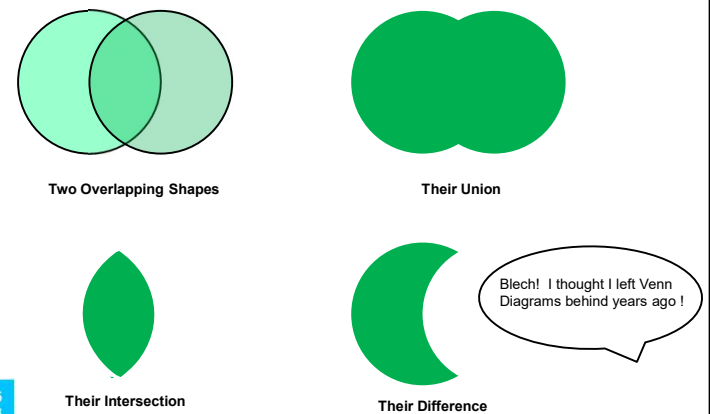 Two Overlapping Shapes
Their Union
Blech!  I thought I left Venn
Diagrams behind years ago !
Their Intersection
Their Difference